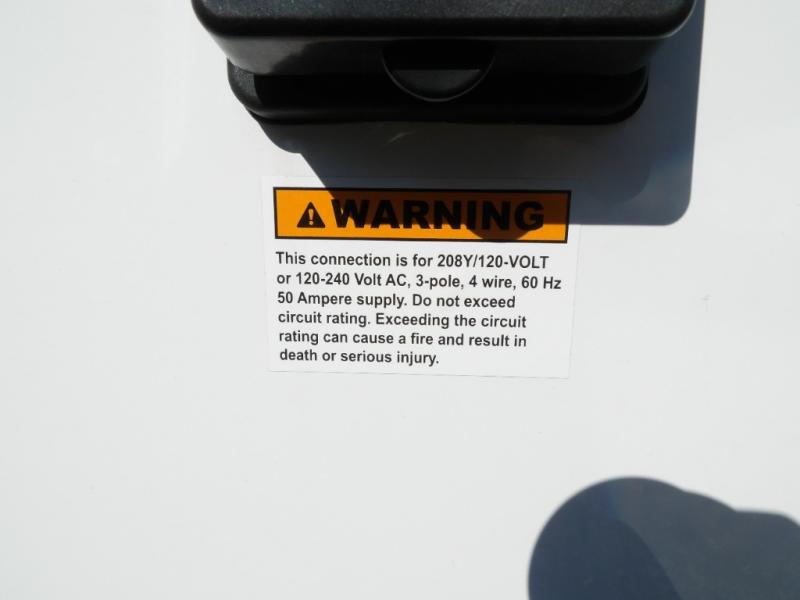 WARNING
This connection is for 208Y/120-VOLT
or 120-240 Volt AC, 3-pole, 4 wire, 60 Hz
50 Ampere supply. Do not exceed
circuit rating. Exceeding the circuit
rating can cause a fire and result in
death or serious injury.